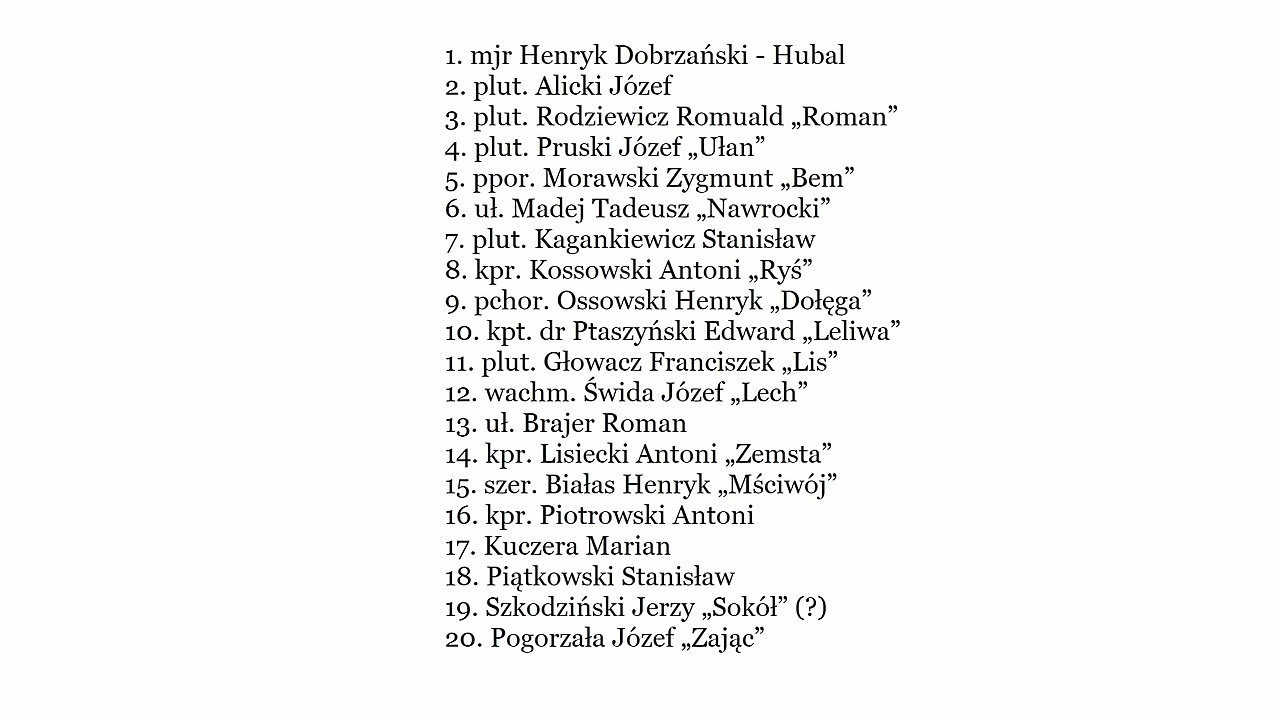 1. mjr Henryk Dobrzański - Hubal
2. plut. Alicki Józef
3. plut. Rodziewicz Romuald „Roman”
4. plut. Pruski Józef „Ułan”
5. ppor. Morawski Zygmunt „Bem”
6. uł. Madej Tadeusz „Nawrocki”
7. plut. Kagankiewicz Stanisław
8. kpr. Kossowski Antoni „Ryś”
9. pchor. Ossowski Henryk „Dołęga”
10. kpt. dr Ptaszyński Edward „Leliwa”
11. plut. Głowacz Franciszek „Lis”
12. wachm. Świda Józef „Lech”
13. uł. Brajer Roman
14. kpr. Lisiecki Antoni „Zemsta”
15. szer. Białas Henryk „Mściwój”
16. kpr. Piotrowski Antoni
17. Kuczera Marian
18. Piątkowski Stanisław
19. Szkodziński Jerzy „Sokół” (?)
20. Pogorzała Józef „Zając”